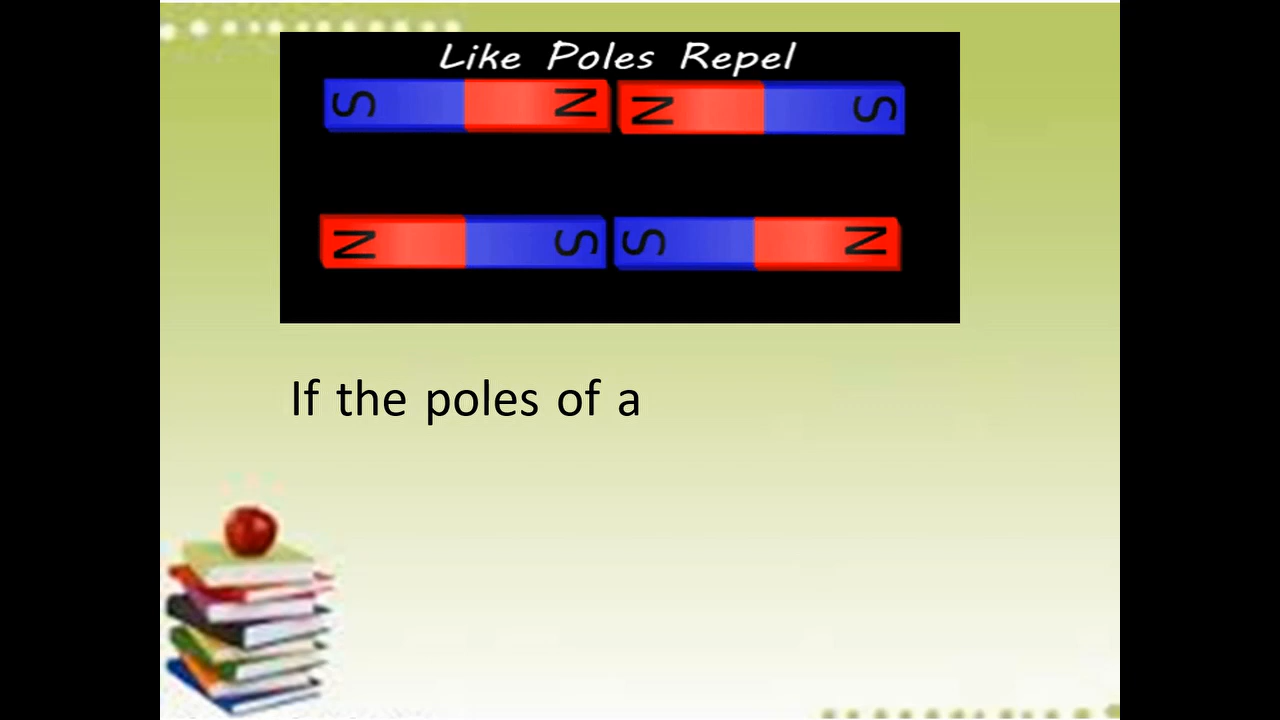 Like Poles Repel
S N N S
N S S N
If the poles of a